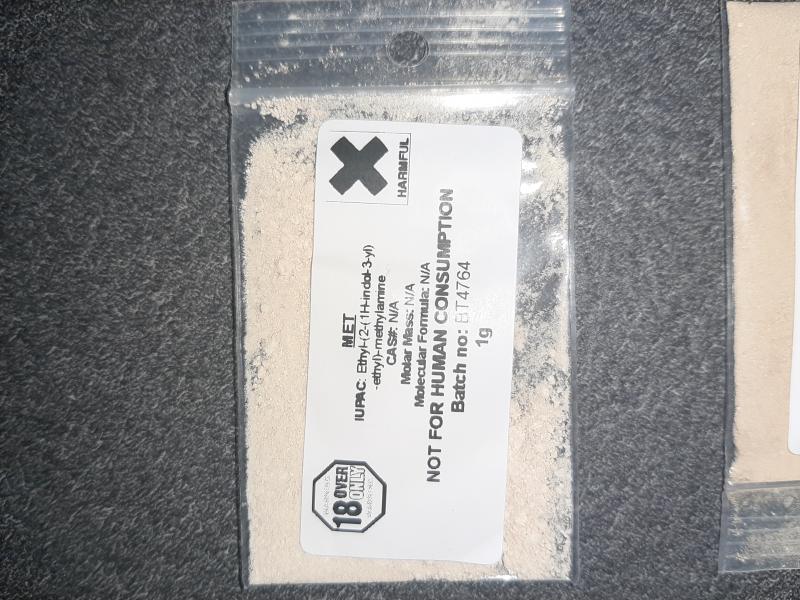 HARMFUL
MET
IUPAC: Ethyl-(2-(1H-indol-3-yl)
-ethyl)-methylamine
CAS#: N/A
Molar Mass: N/A
Molecular Formula: N/A
NOT FOR HUMAN CONSUMPTION
Batch no: BT4764
1g
WARNING
18 OVER
ONLY